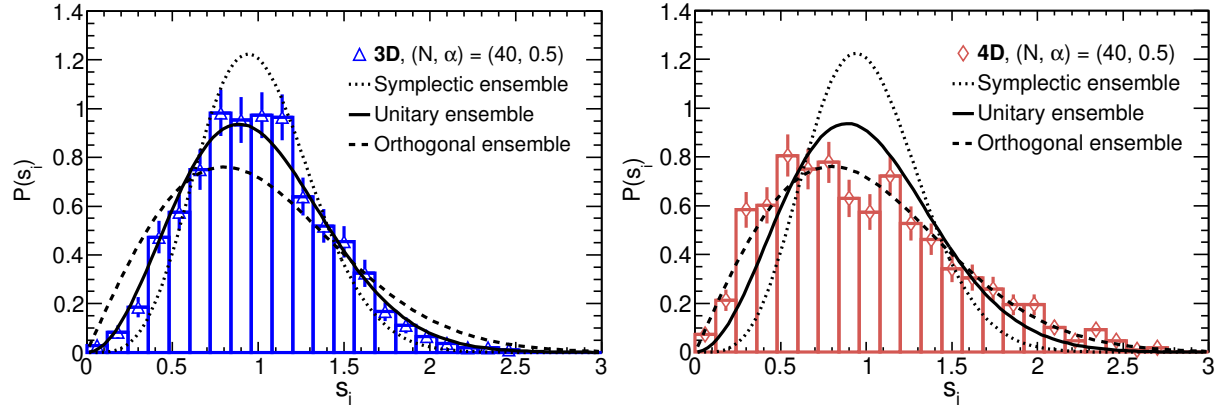 3D, (N, α) = (40, 0.5)
Symplectic ensemble
Unitary ensemble
Orthogonal ensemble
P(s_i)
1.4
1.2
1
0.8
0.6
0.4
0.2
0
0 0.5 1 1.5 2 2.5 3
s_i
4D, (N, α) = (40, 0.5)
Symplectic ensemble
Unitary ensemble
Orthogonal ensemble
P(s_i)
1.4
1.2
1
0.8
0.6
0.4
0.2
0
0 0.5 1 1.5 2 2.5 3
s_i